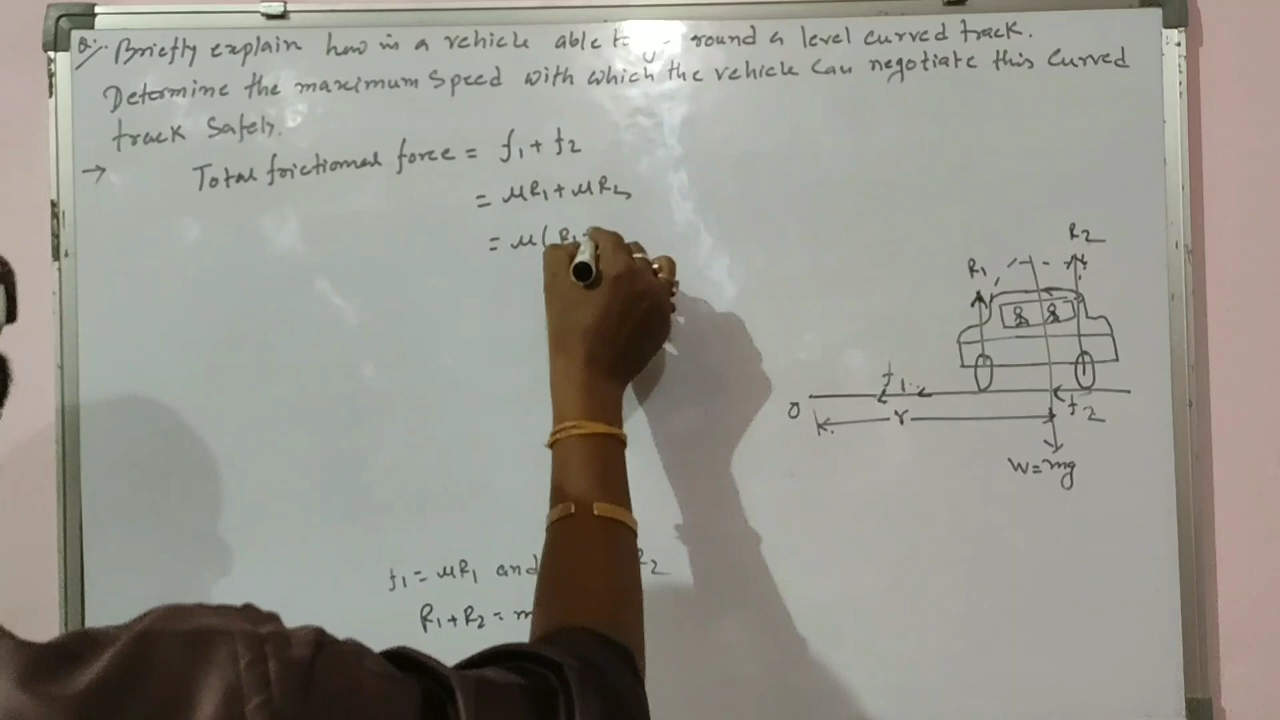 Q:- Briefly explain how is a vehicle able to round a level curved track.
Determine the maximum speed with which the vehicle can negotiate this curved
track safely.
→ Total frictional force = f₁ + f₂
= μR₁ + μR₂
= μ(R₁
R₁
R₂
f₁
O
r
f₂
W=mg
f₁ = μR₁ and
R₁+R₂ =